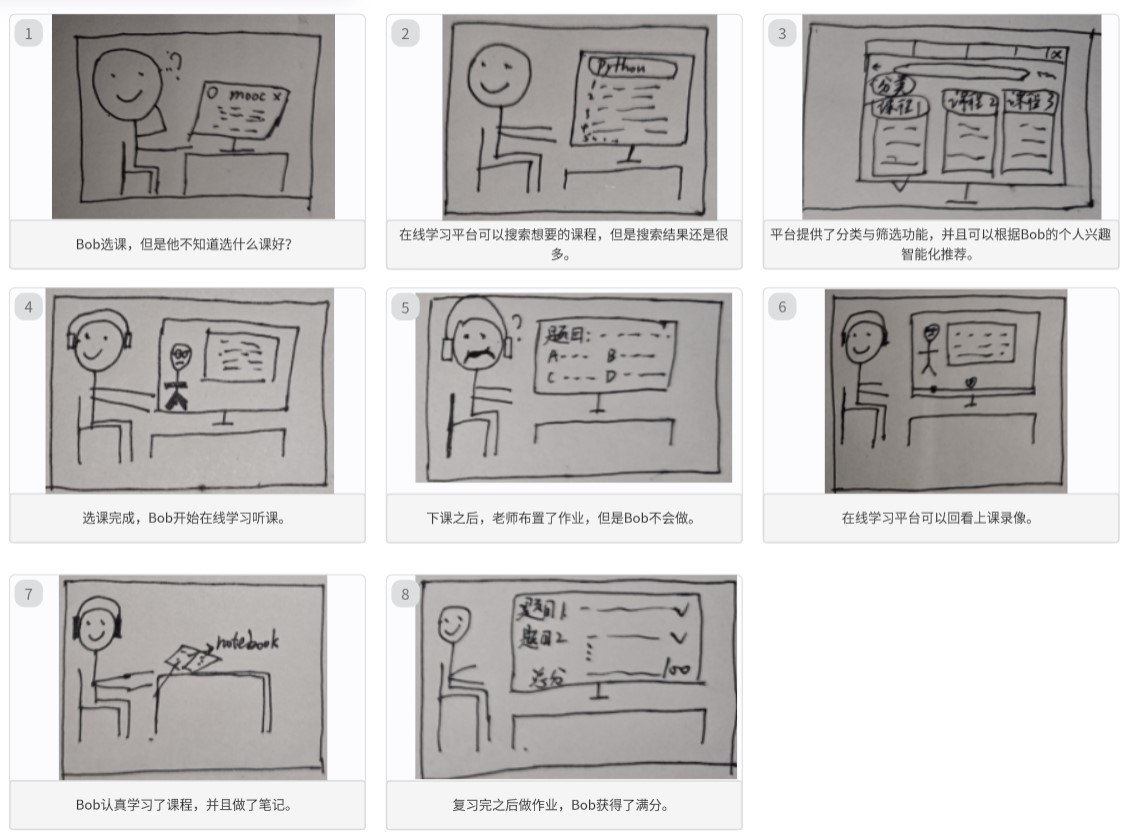 1
mooc x
Bob选课，但是他不知道选什么课好？
2
Python
在线学习平台可以搜索想要的课程，但是搜索结果还是很
多。
3
分类
课程1
课程2
课程3
平台提供了分类与筛选功能，并且可以根据Bob的个人兴趣
智能化推荐。
4
选课完成，Bob开始在线学习听课。
5
?
题目：
A B
C D
下课之后，老师布置了作业，但是Bob不会做。
6
在线学习平台可以回看上课录像。
7
notebook
Bob认真学习了课程，并且做了笔记。
8
题目1
题目2
总分 100
复习完之后做作业，Bob获得了满分。